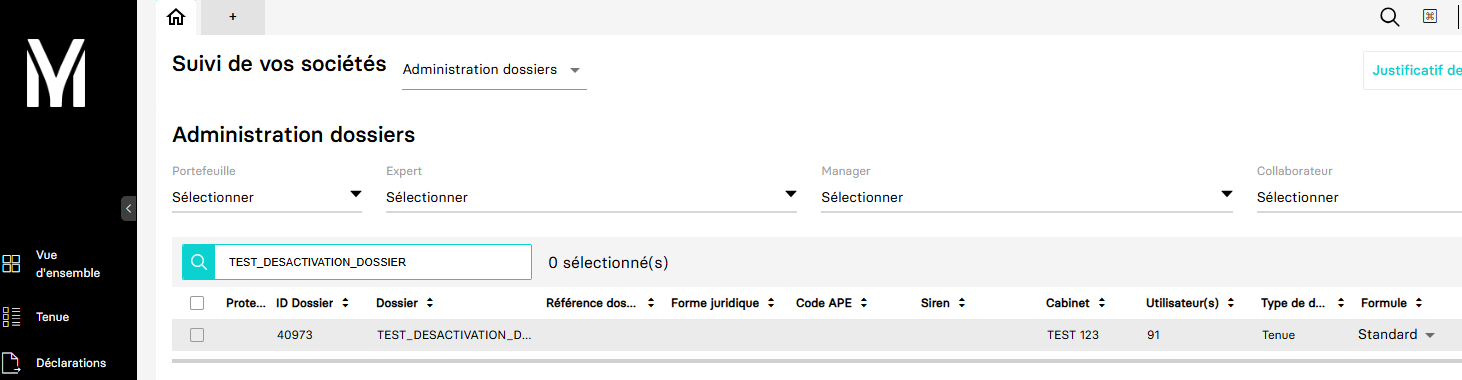 +
Suivi de vos sociétés
Administration dossiers
Justificatif de
Administration dossiers
Portefeuille Expert Manager Collaborateur
Sélectionner Sélectionner Sélectionner Sélectionner
TEST_DESACTIVATION_DOSSIER
0 sélectionné(s)
Prote... ID Dossier Dossier Référence dos... Forme juridique Code APE Siren Cabinet Utilisateur(s) Type de d... Formule
40973 TEST_DESACTIVATION_D... TEST 123 91 Tenue Standard
Vue
d'ensemble
Tenue
Déclarations